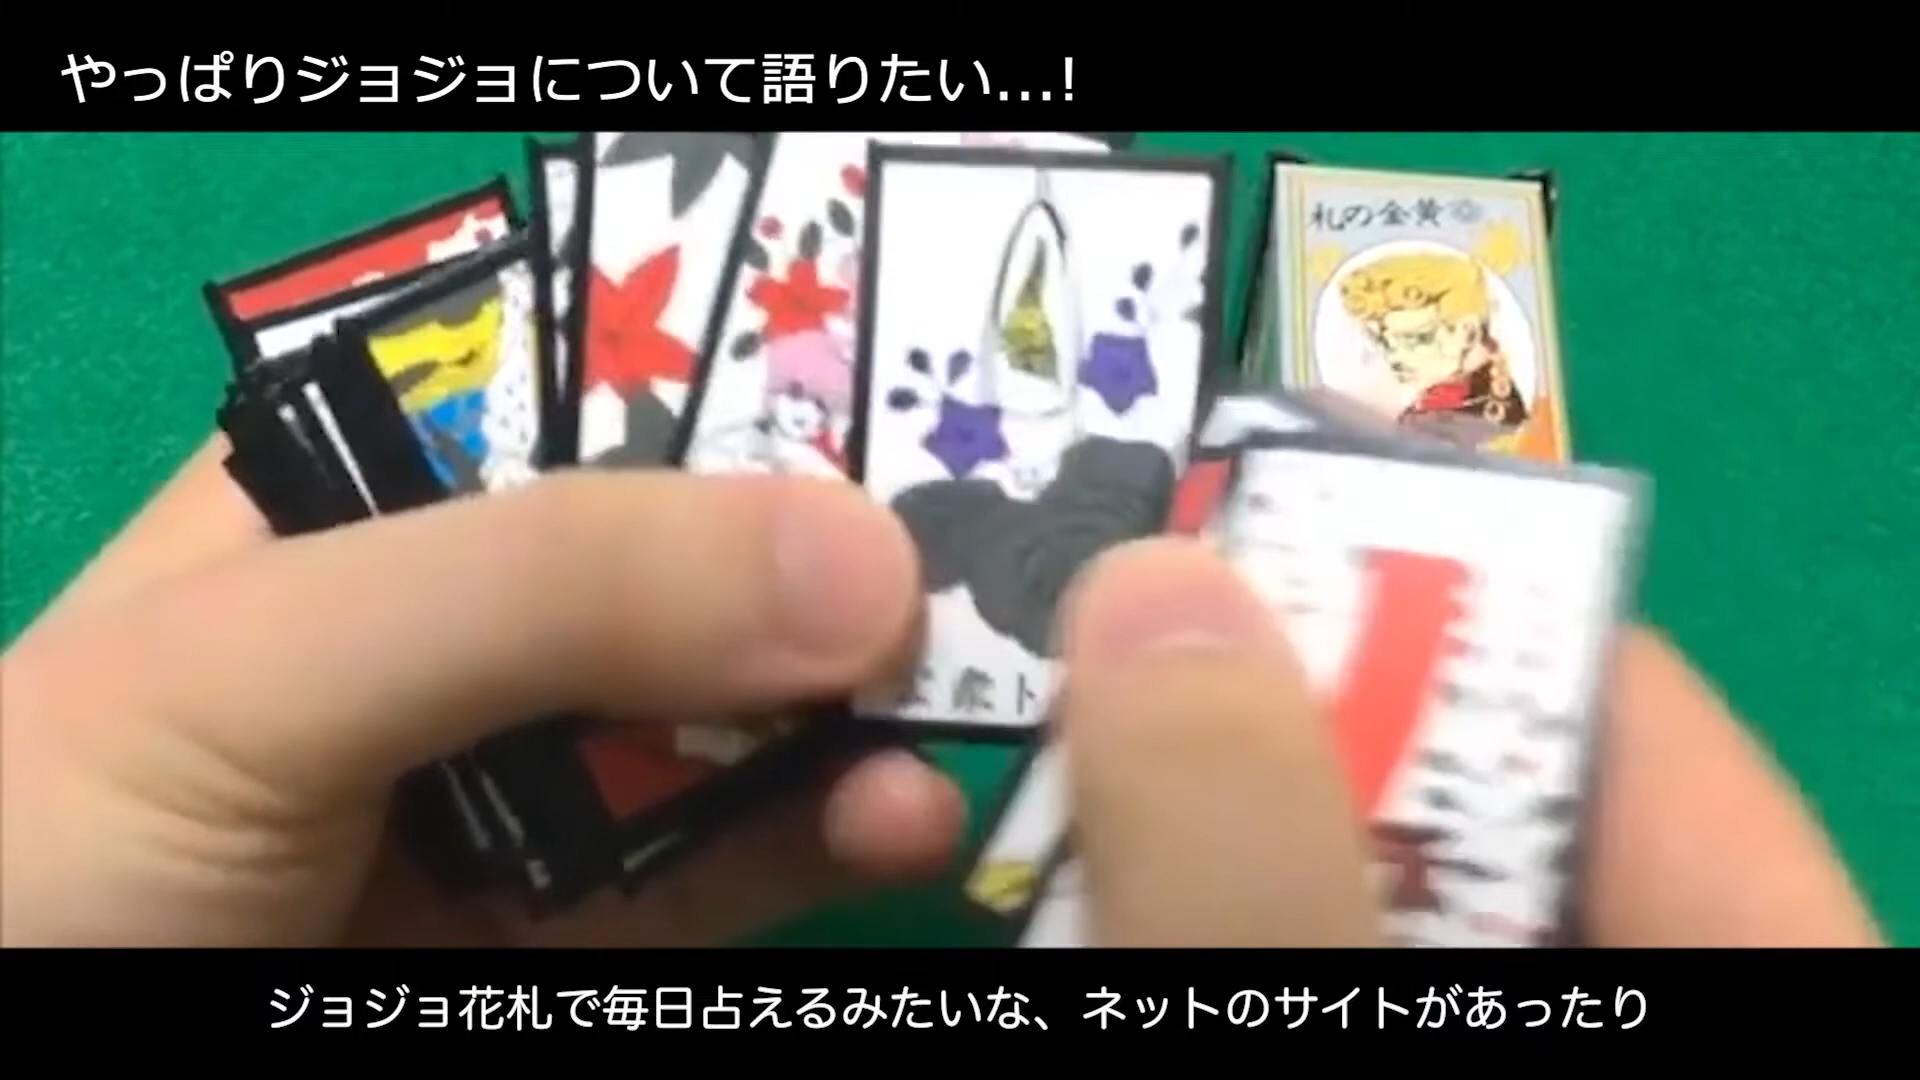 やっぱりジョジョについて語りたい…!
札の金黄
ジョジョ花札で毎日占えるみたいな、ネットのサイトがあったり